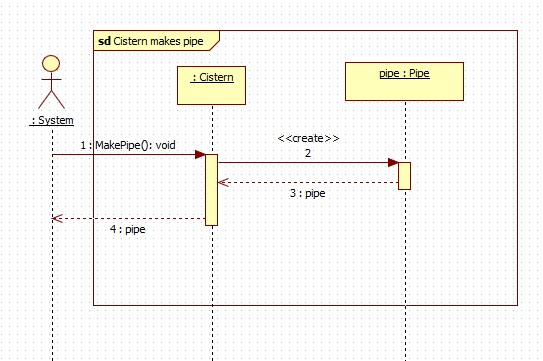 sd Cistern makes pipe
: System
: Cistern
pipe : Pipe
1 : MakePipe(): void
<<create>>
2
3 : pipe
4 : pipe